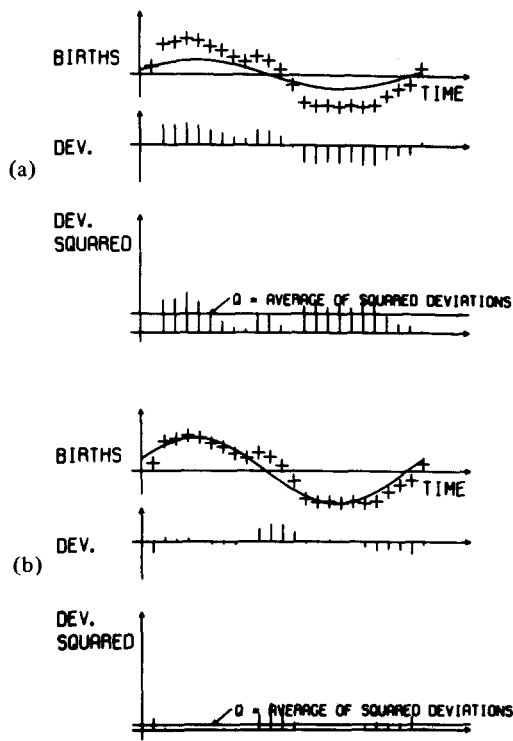 BIRTHS
TIME
DEV.
(a)
DEV.
SQUARED
Q = AVERAGE OF SQUARED DEVIATIONS
BIRTHS
TIME
DEV.
(b)
DEV.
SQUARED
Q = AVERAGE OF SQUARED DEVIATIONS